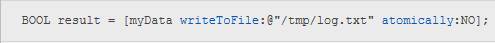 BOOL result = [myData writeToFile:@"/tmp/log.txt" atomically:NO];